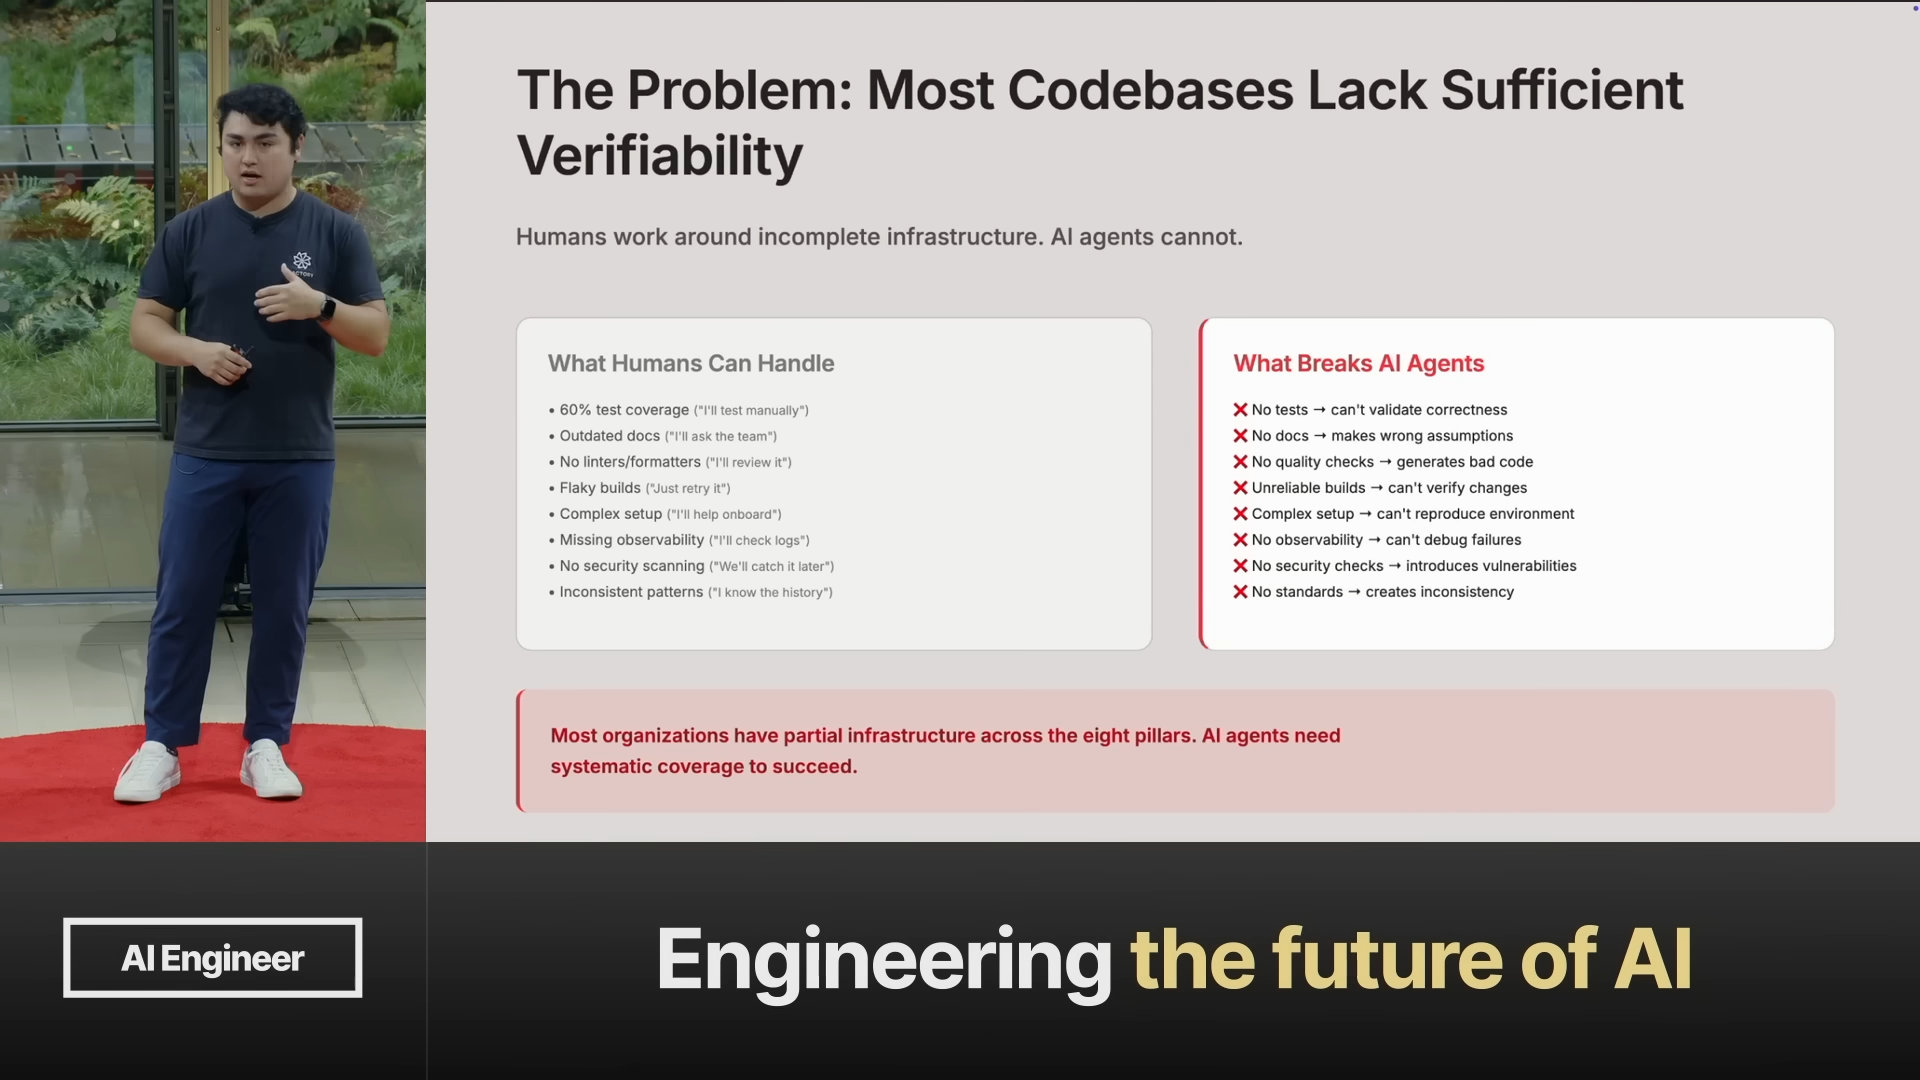 The Problem: Most Codebases Lack Sufficient
Verifiability
Humans work around incomplete infrastructure. AI agents cannot.
What Humans Can Handle
• 60% test coverage ("I'll test manually")
• Outdated docs ("I'll ask the team")
• No linters/formatters ("I'll review it")
• Flaky builds ("Just retry it")
• Complex setup ("I'll help onboard")
• Missing observability ("I'll check logs")
• No security scanning ("We'll catch it later")
• Inconsistent patterns ("I know the history")
What Breaks AI Agents
❌ No tests → can't validate correctness
❌ No docs → makes wrong assumptions
❌ No quality checks → generates bad code
❌ Unreliable builds → can't verify changes
❌ Complex setup → can't reproduce environment
❌ No observability → can't debug failures
❌ No security checks → introduces vulnerabilities
❌ No standards → creates inconsistency
Most organizations have partial infrastructure across the eight pillars. AI agents need
systematic coverage to succeed.
AI Engineer
Engineering the future of AI